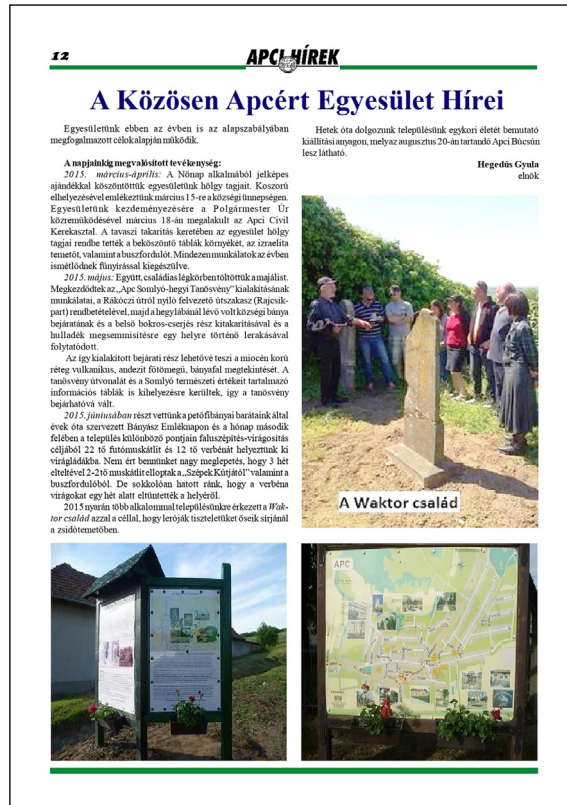 12
APCI HÍREK
A Közösen Apcért Egyesület Hírei
Egyesületünk ebben az évben is az alapszabályában
megfogalmazott célok alapján működik.
A napjainkig megvalósított tevékenység:
2015. március-április: A Nőnap alkalmából jelképes
ajándékkal köszöntöttük egyesületünk hölgy tagjait. Koszorú
elhelyezésével emlékeztünk március 15-re a községi ünnepségen.
Egyesületünk kezdeményezésére a Polgármester Úr
közreműködésével március 18-án megalakult az Apci Civil
Kerekasztal. A tavaszi takarítás keretében az egyesület hölgy
tagjai rendbe tették a beköszöntő táblák környékét, az izraelita
temetőt, valamint a buszfordulót. Mindezen munkálatok az évben
ismétlődnek fűnyírással kiegészülve.
2015. május: Együtt, családias légkörben töltöttük a majálist.
Megkezdődtek az „Apc Somlyó-hegyi Tanösvény" kialakításának
munkálatai, a Rákóczi útról nyíló felvezető útszakasz (Rajcsik-
part) rendbetételével, majd a hegy lábánál lévő volt községi bánya
bejáratának és a belső bokros-cserjés rész kitakarításával és a
hulladék megsemmisítésre egy helyre történő lerakásával
folytatódott.
Az így kialakított bejárati rész lehetővé teszi a miocén korú
réteg vulkanikus, andezit főtömegű, bányafal megtekintését. A
tanösvény útvonalát és a Somlyó természeti értékeit tartalmazó
információs táblák is kihelyezésre kerültek, így a tanösvény
bejárhatóvá vált.
2015. júniusában részt vettünk a petőfibányai barátaink által
évek óta szervezett Bányász Emléknapon és a hónap második
felében a település különböző pontjain faluszépítés-virágosítás
céljából 22 tő futómuskátlit és 12 tő verbénát helyeztünk ki
virágládákba. Nem ért bennünket nagy meglepetés, hogy 3 hét
elteltével 2-2 tő muskátlit elloptak a „Szépek Kútjától" valamint a
buszfordulóból. De sokkolóan hatott ránk, hogy a verbéna
virágokat egy hét alatt eltüntették a helyéről.
2015 nyarán több alkalommal településünkre érkezett a Wak-
tor család azzal a céllal, hogy leróják tiszteletüket őseik sírjánál
a zsidótemetőben.
Hetek óta dolgozunk településünk egykori életét bemutató
kiállítási anyagon, mely az augusztus 20-án tartandó Apci Búcsún
lesz látható.
Hegedűs Gyula
elnök
A Waktor család
APC